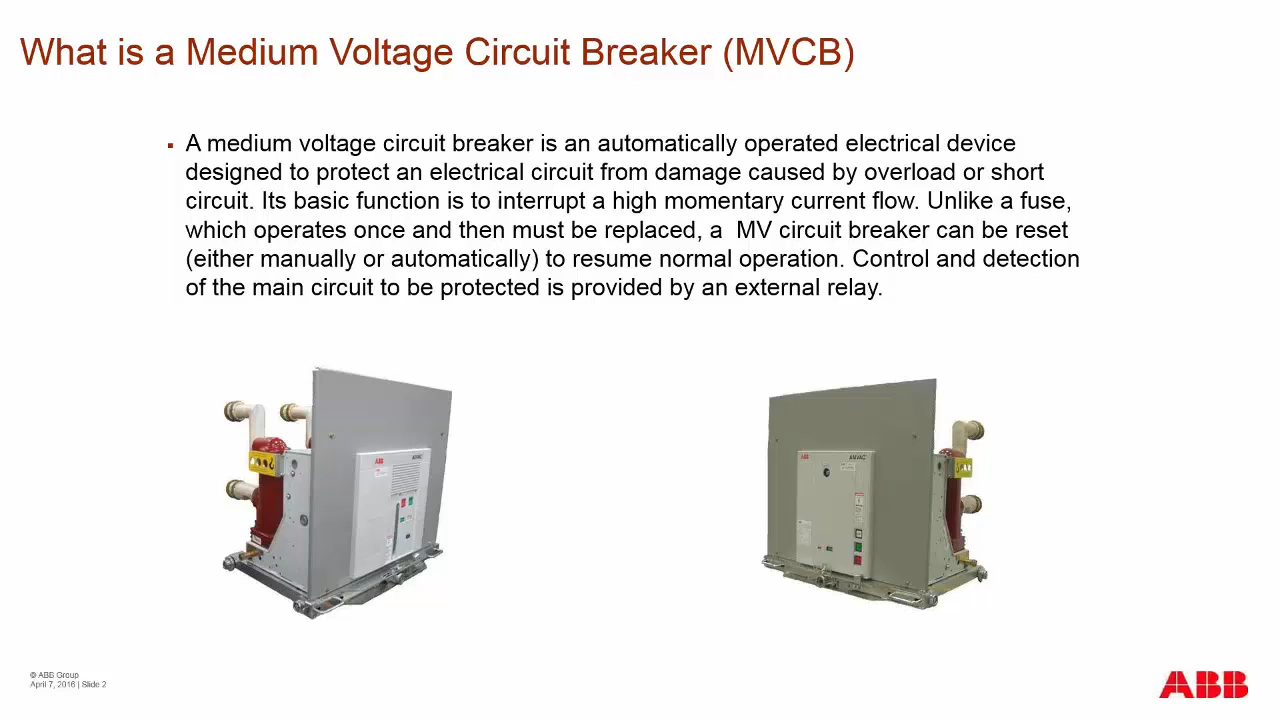 What is a Medium Voltage Circuit Breaker (MVCB)
▪ A medium voltage circuit breaker is an automatically operated electrical device
designed to protect an electrical circuit from damage caused by overload or short
circuit. Its basic function is to interrupt a high momentary current flow. Unlike a fuse,
which operates once and then must be replaced, a  MV circuit breaker can be reset
(either manually or automatically) to resume normal operation. Control and detection
of the main circuit to be protected is provided by an external relay.
ABB
ABB AMVAC
© ABB Group
April 7, 2016 | Slide 2
ABB